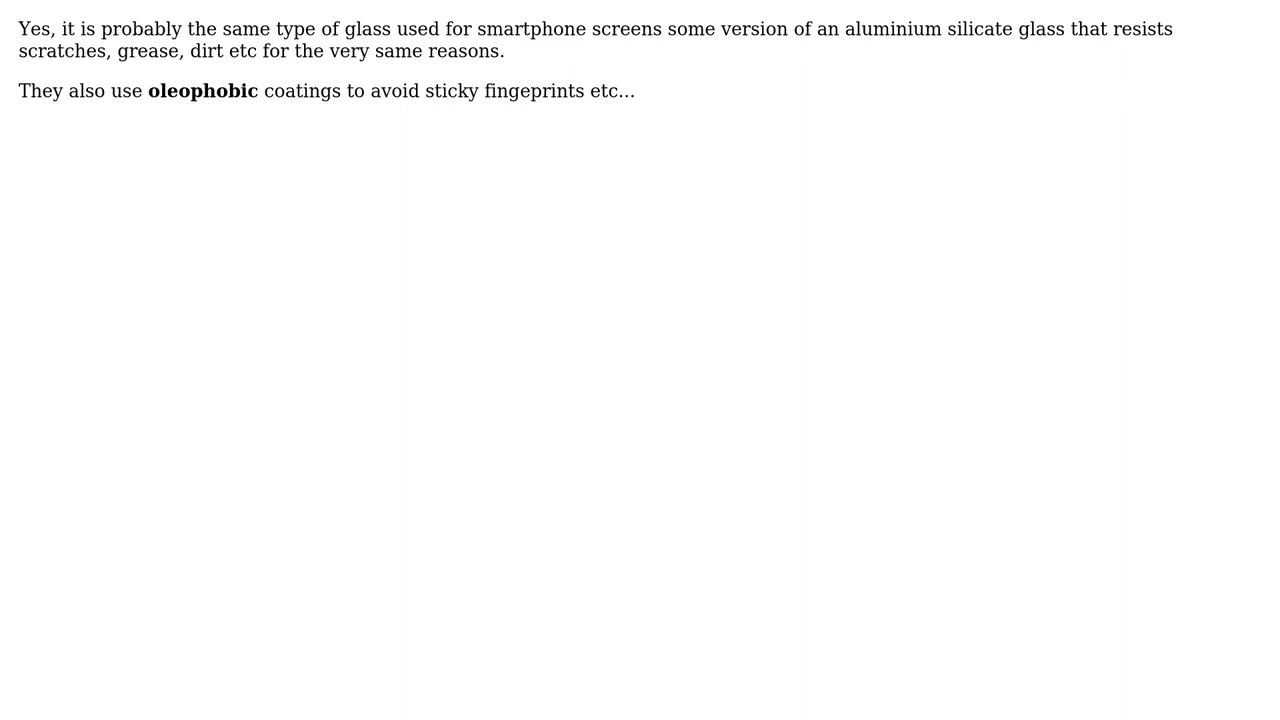 Yes, it is probably the same type of glass used for smartphone screens some version of an aluminium silicate glass that resists
scratches, grease, dirt etc for the very same reasons.
They also use oleophobic coatings to avoid sticky fingeprints etc...